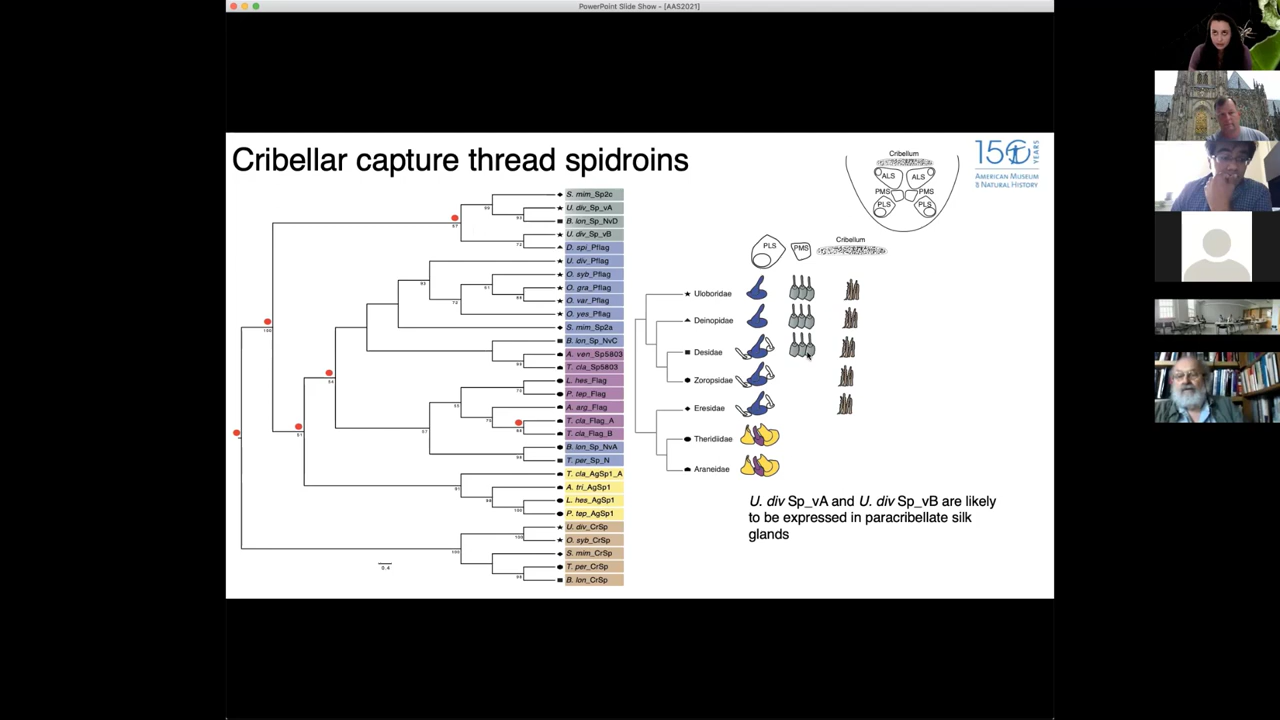 PowerPoint Slide Show - [AAS2021]
Cribellar capture thread spidroins
150 YEARS
AMERICAN MUSEUM
& NATURAL HISTORY
Cribellum
ALS
ALS
PMS
PMS
PLS
PLS
S. mim_Sp2c
U. div_Sp_vA
B. lon_Sp_NvD
U. div_Sp_vB
D. spi_Pflag
U. div_Pflag
O. syb_Pflag
O. gra_Pflag
O. var_Pflag
O. yes_Pflag
S. mim_Sp2a
B. lon_Sp_NvC
A. ven_Sp5803
T. cla_Sp5803
L. hes_Flag
P. tep_Flag
A. arg_Flag
T. cla_Flag_A
T. cla_Flag_B
B. lon_Sp_NvA
T. per_Sp_N
T. cla_AgSp1_A
A. tri_AgSp1
L. hes_AgSp1
P. tep_AgSp1
U. div_CrSp
O. syb_CrSp
S. mim_CrSp
T. per_CrSp
B. lon_CrSp
0.4
PLS
PMS
Cribellum
Uloboridae
Deinopidae
Desidae
Zoropsidae
Eresidae
Theridiidae
Araneidae
U. div Sp_vA and U. div Sp_vB are likely
to be expressed in paracribellate silk
glands